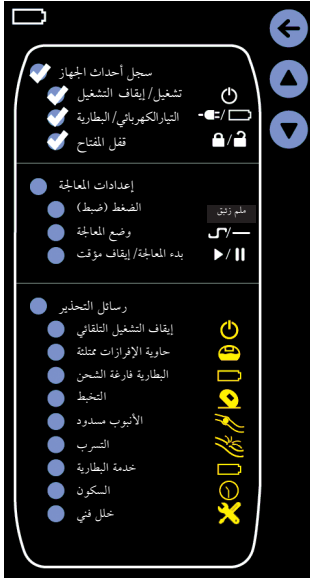 سجل أحداث الجهاز
تشغيل/ إيقاف التشغيل
التيارالكهربائي/ البطارية
قفل المفتاح
إعدادات المعالجة
الضغط (ضبط) ملم زئبق
وضع المعالجة
بدء المعالجة/ إيقاف مؤقت
رسائل التحذير
إيقاف التشغيل التلقائي
حاوية الإفرازات ممتلئة
البطارية فارغة الشحن
التخبط
الأنبوب مسدود
التسرب
خدمة البطارية
السكون
خلل فني